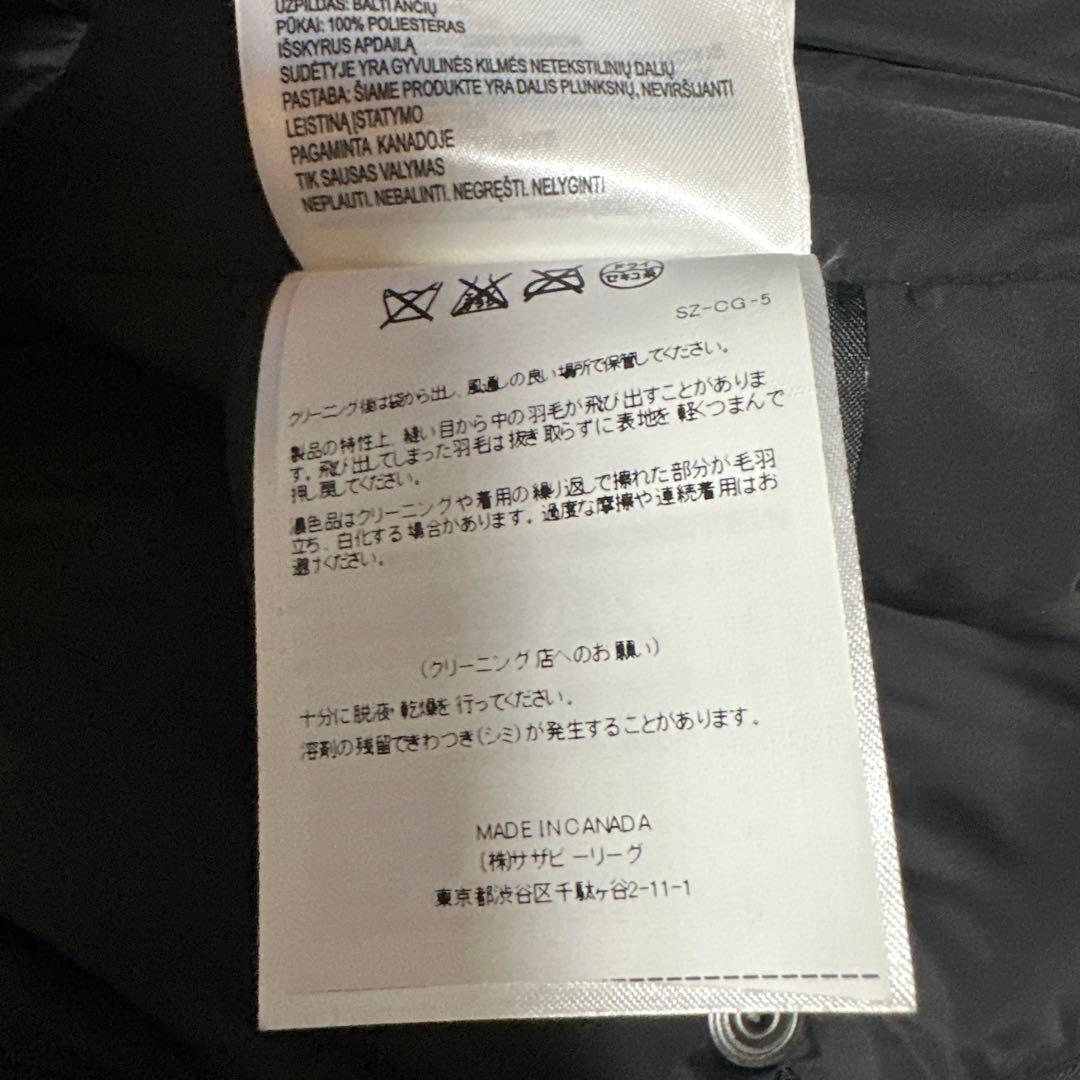 UŽPILDAS: BALTI ANČIŲ
PŪKAI: 100% POLIESTERAS
IŠSKYRUS APDAILĄ
SUDĖTYJE YRA GYVULINĖS KILMĖS NETEKSTILINIŲ DALIŲ
PASTABA: ŠIAME PRODUKTE YRA DALIS PLUNKSNŲ, NEVIRŠIJANTI
LEISTINĄ ĮSTATYMO
PAGAMINTA KANADOJE
TIK SAUSAS VALYMAS
NEPLAUTI. NEBALINTI. NEGRĘŠTI. NELYGINTI
ドライ
セキユ系
SZ-CG-5
クリーニング後は袋から出し、風通しの良い場所で保管してください。
製品の特性上、縫い目から中の羽毛が飛び出すことがありま
す。飛び出してしまった羽毛は抜き取らずに表地を軽くつまんで
押し戻してください。
濃色品はクリーニングや着用の繰り返しで擦れた部分が毛羽
立ち、白化する場合があります。過度な摩擦や連続着用はお
避けください。
(クリーニング店へのお願い)
十分に脱液・乾燥を行ってください。
溶剤の残留できわつき(シミ)が発生することがあります。
MADE IN CANADA
(株)サザビーリーグ
東京都渋谷区千駄ヶ谷2-11-1